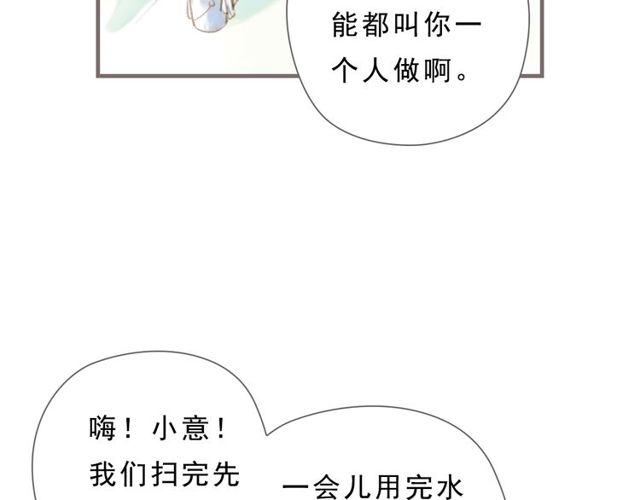 能都叫你一
个人做啊。
嗨！小意！
我们扫完先
一会儿用完水